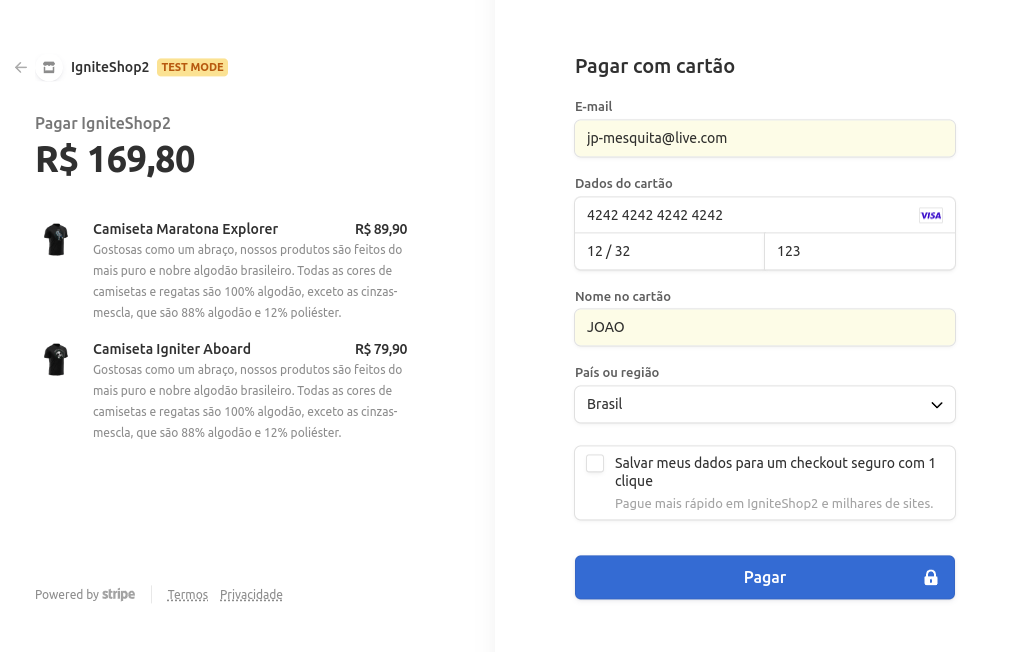 IgniteShop2 TEST MODE
Pagar IgniteShop2
R$ 169,80
Camiseta Maratona Explorer R$ 89,90
Gostosas como um abraço, nossos produtos são feitos do
mais puro e nobre algodão brasileiro. Todas as cores de
camisetas e regatas são 100% algodão, exceto as cinzas-
mescla, que são 88% algodão e 12% poliéster.
Camiseta Igniter Aboard R$ 79,90
Gostosas como um abraço, nossos produtos são feitos do
mais puro e nobre algodão brasileiro. Todas as cores de
camisetas e regatas são 100% algodão, exceto as cinzas-
mescla, que são 88% algodão e 12% poliéster.
Powered by stripe Termos Privacidade
Pagar com cartão
E-mail
jp-mesquita@live.com
Dados do cartão
4242 4242 4242 4242 VISA
12 / 32 123
Nome no cartão
JOAO
País ou região
Brasil
Salvar meus dados para um checkout seguro com 1
clique
Pague mais rápido em IgniteShop2 e milhares de sites.
Pagar